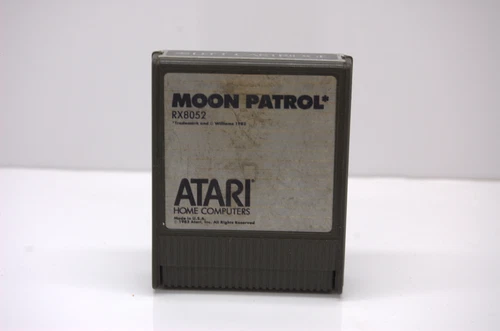 MOON PATROL*
RX8052
*Trademark and © Williams 1982
ATARI
HOME COMPUTERS
Made in U.S.A.
© 1983 Atari, Inc. All Rights Reserved